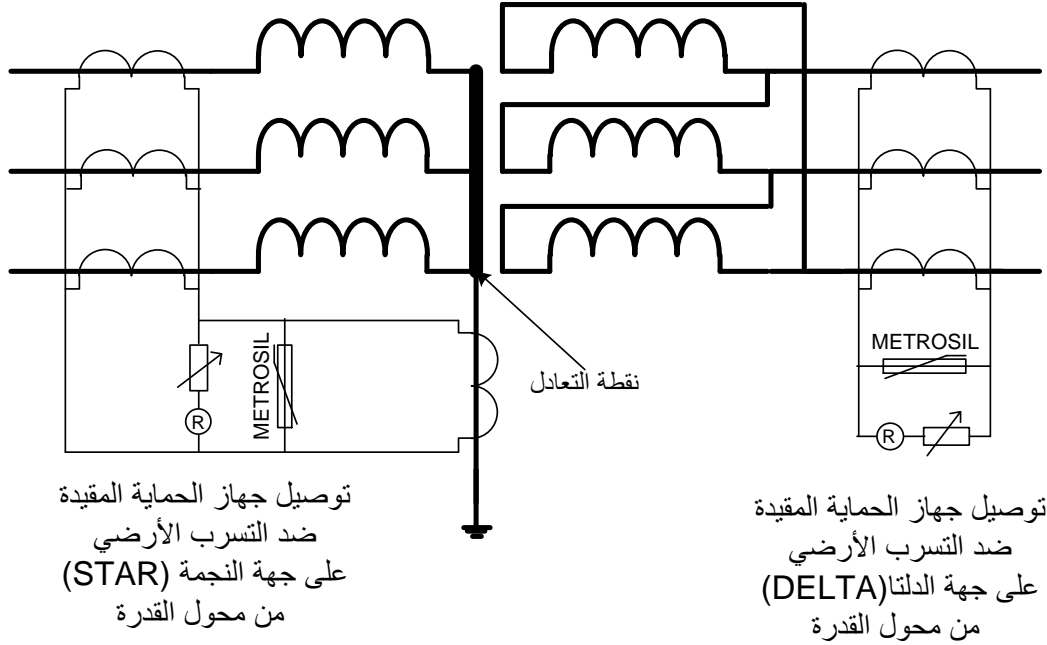 METROSIL
R
نقطة التعادل
METROSIL
R
توصيل جهاز الحماية المقيدة
ضد التسرب الأرضي
على جهة النجمة (STAR)
من محول القدرة
توصيل جهاز الحماية المقيدة
ضد التسرب الأرضي
على جهة الدلتا(DELTA)
من محول القدرة